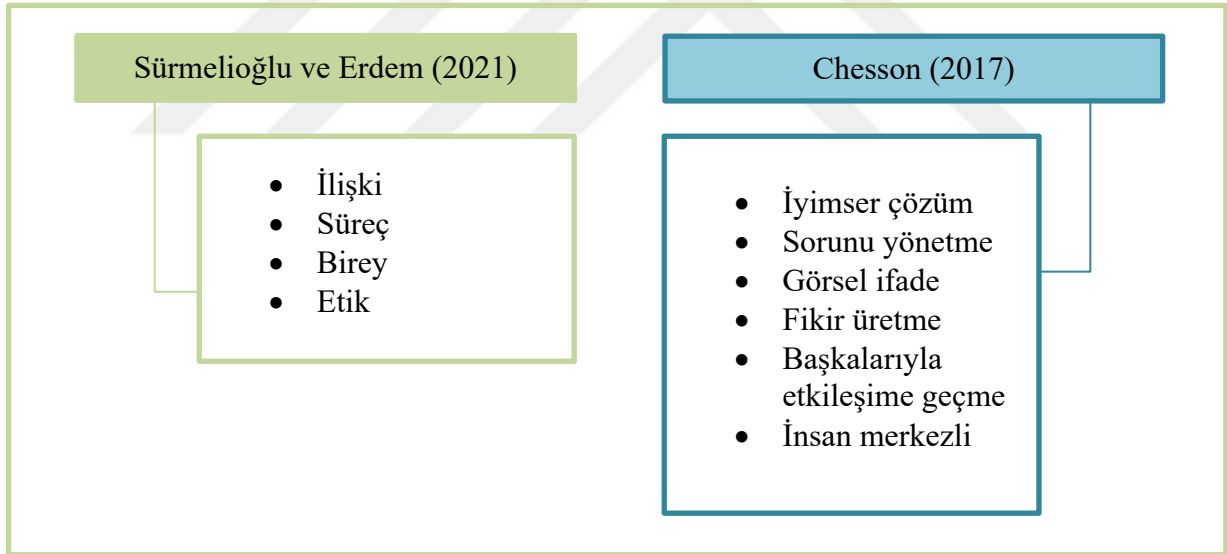 Sürmelioğlu ve Erdem (2021)
• İlişki
• Süreç
• Birey
• Etik
Chesson (2017)
• İyimser çözüm
• Sorunu yönetme
• Görsel ifade
• Fikir üretme
• Başkalarıyla
etkileşime geçme
• İnsan merkezli